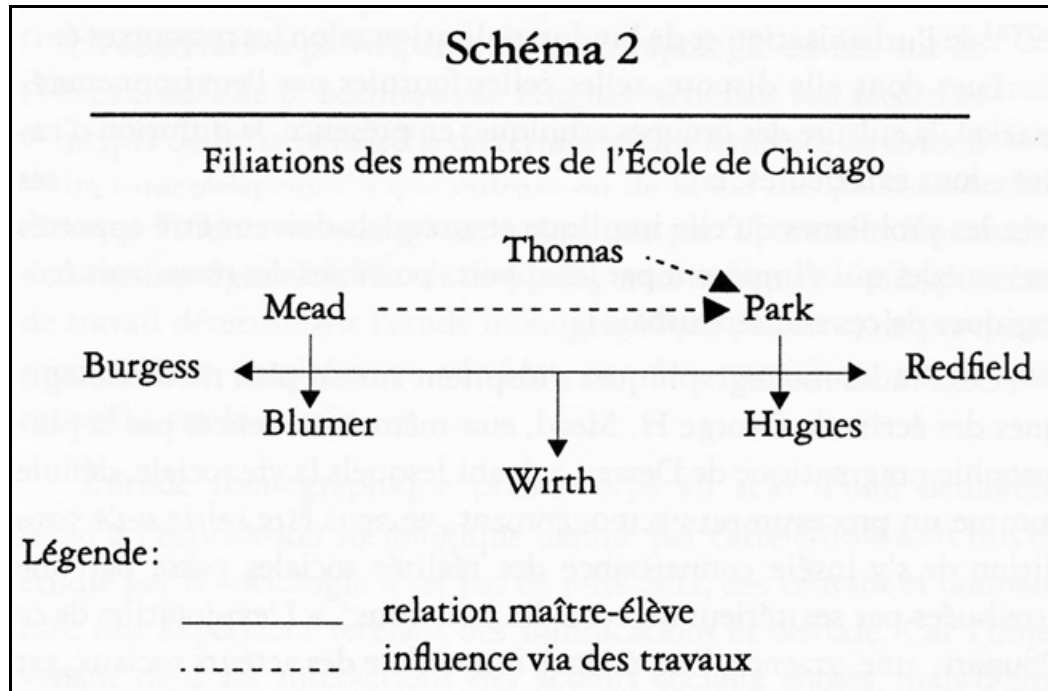 Schéma 2
Filiations des membres de l'École de Chicago
Thomas
Mead Park
Burgess Redfield
Blumer Hugues
Wirth
Légende:
relation maître-élève
influence via des travaux